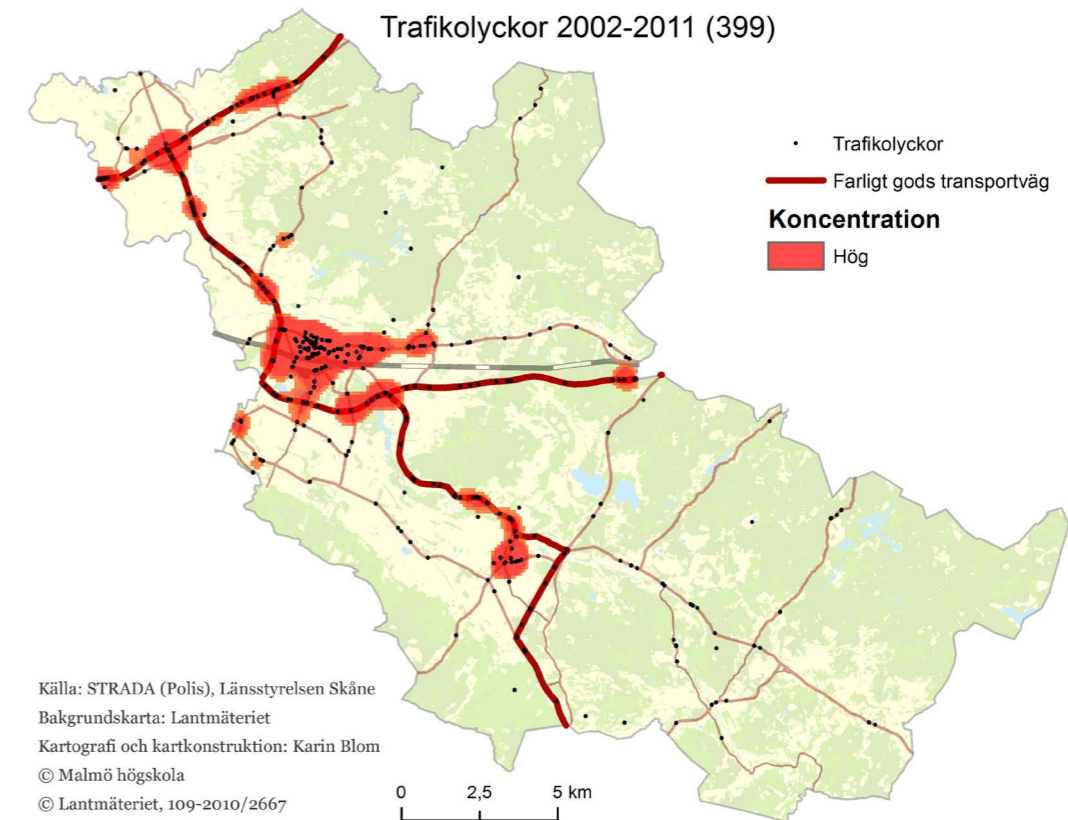 Trafikolyckor 2002-2011 (399)
Trafikolyckor
Farligt gods transportväg
Koncentration
Hög
Källa: STRADA (Polis), Länsstyrelsen Skåne
Bakgrundskarta: Lantmäteriet
Kartografi och kartkonstruktion: Karin Blom
© Malmö högskola
© Lantmäteriet, 109-2010/2667
0 2,5 5 km